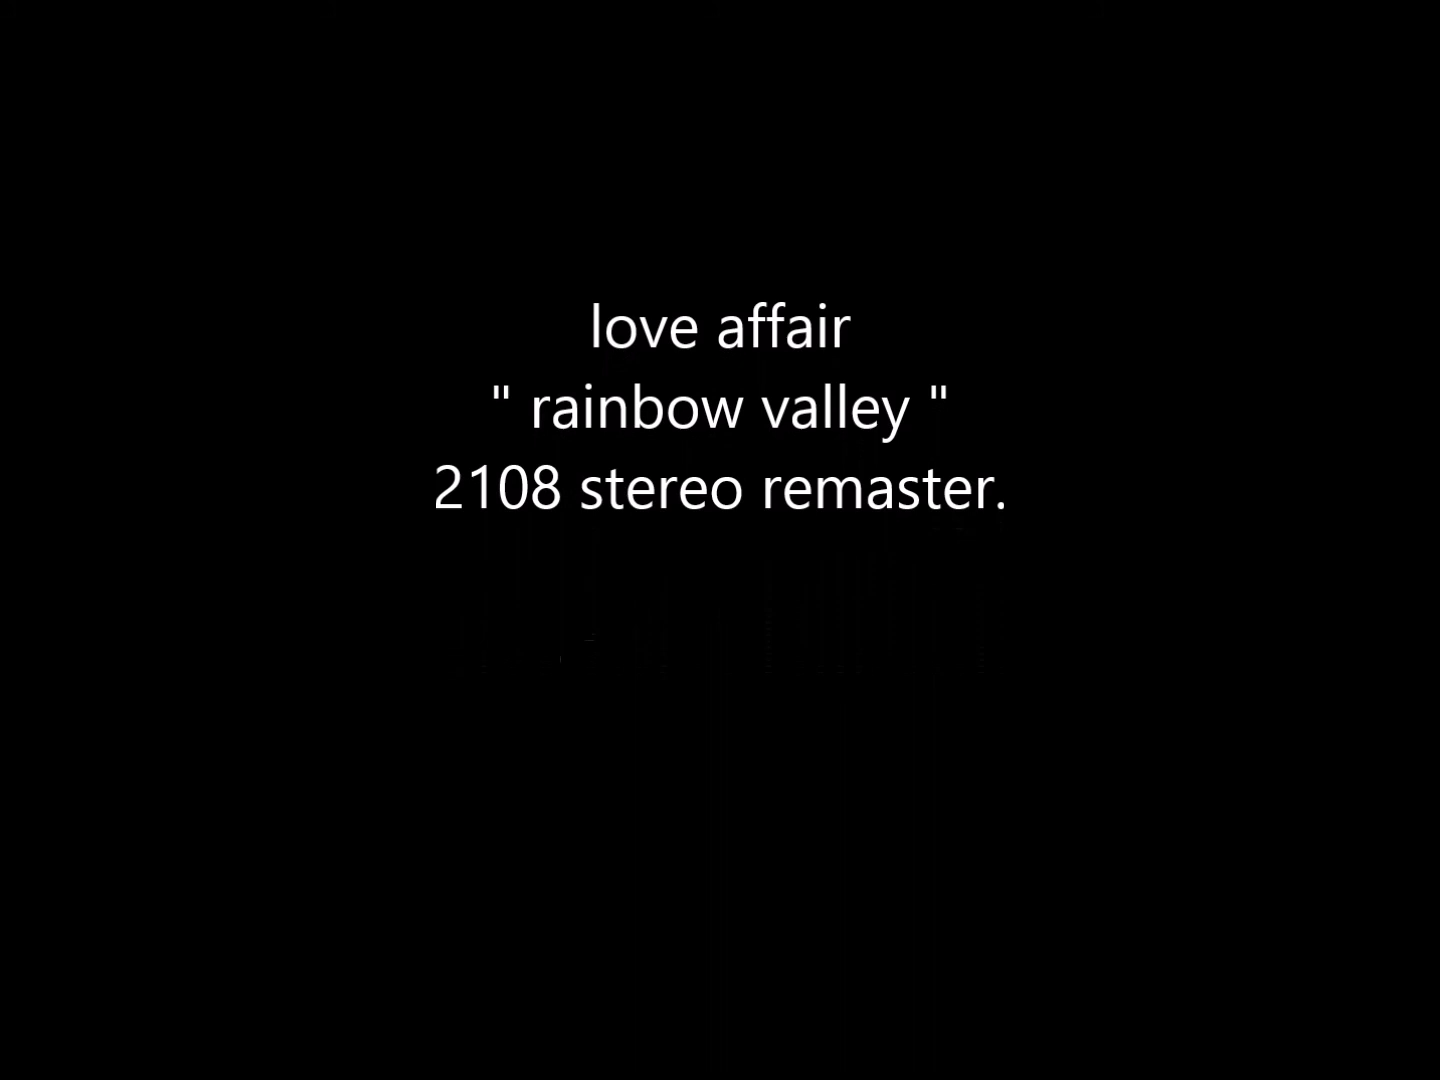 love affair
" rainbow valley "
2108 stereo remaster.